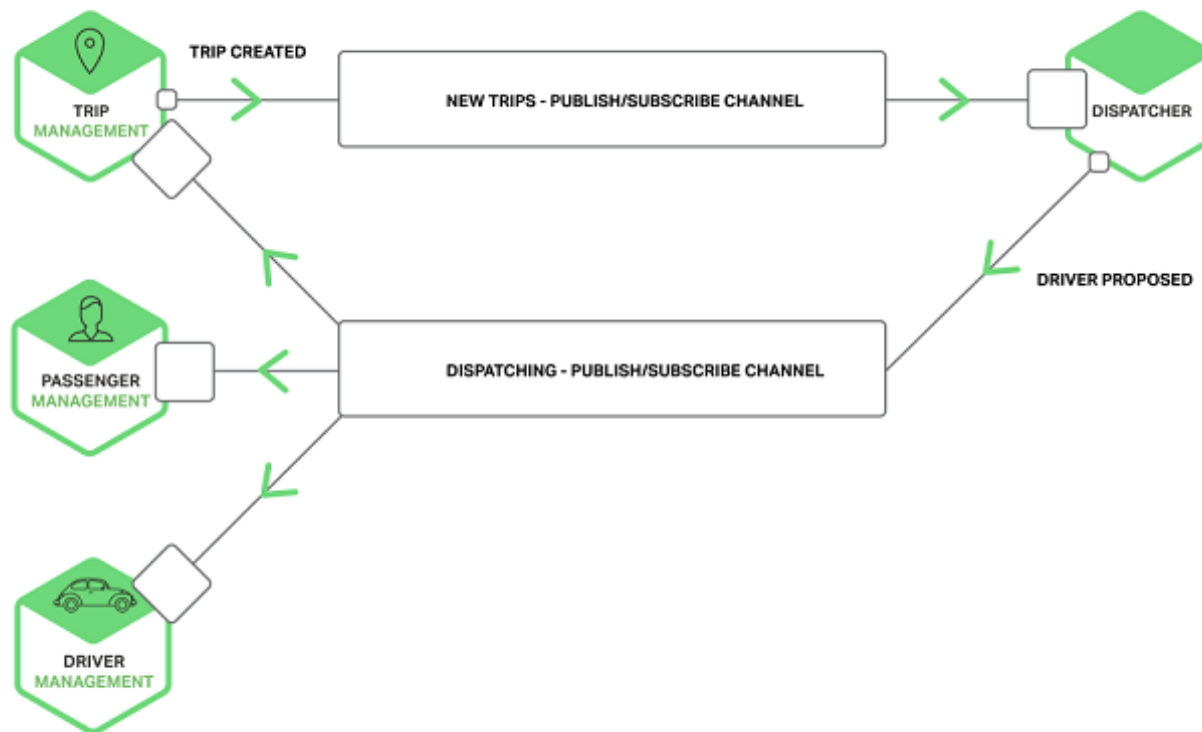 TRIP CREATED
NEW TRIPS - PUBLISH/SUBSCRIBE CHANNEL
TRIP
MANAGEMENT
DISPATCHER
DRIVER PROPOSED
PASSENGER
MANAGEMENT
DISPATCHING - PUBLISH/SUBSCRIBE CHANNEL
DRIVER
MANAGEMENT